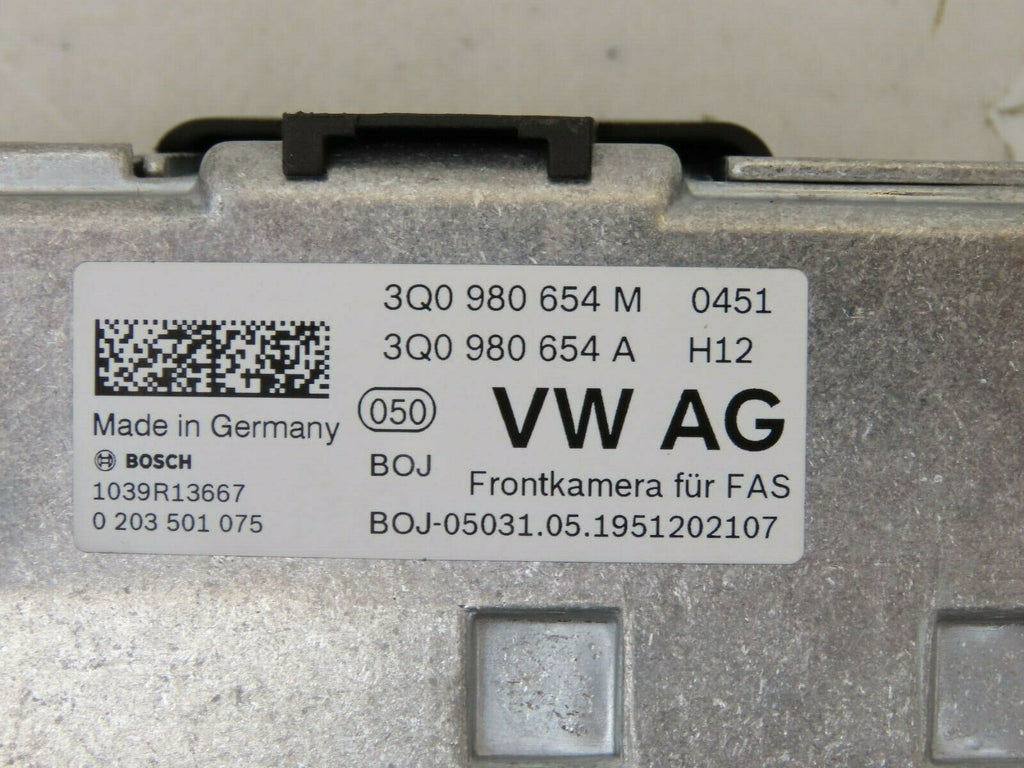 3Q0 980 654 M 0451
3Q0 980 654 A H12
Made in Germany
BOSCH
1039R13667
0 203 501 075
050
BOJ
VW AG
Frontkamera für FAS
BOJ-05031.05.1951202107